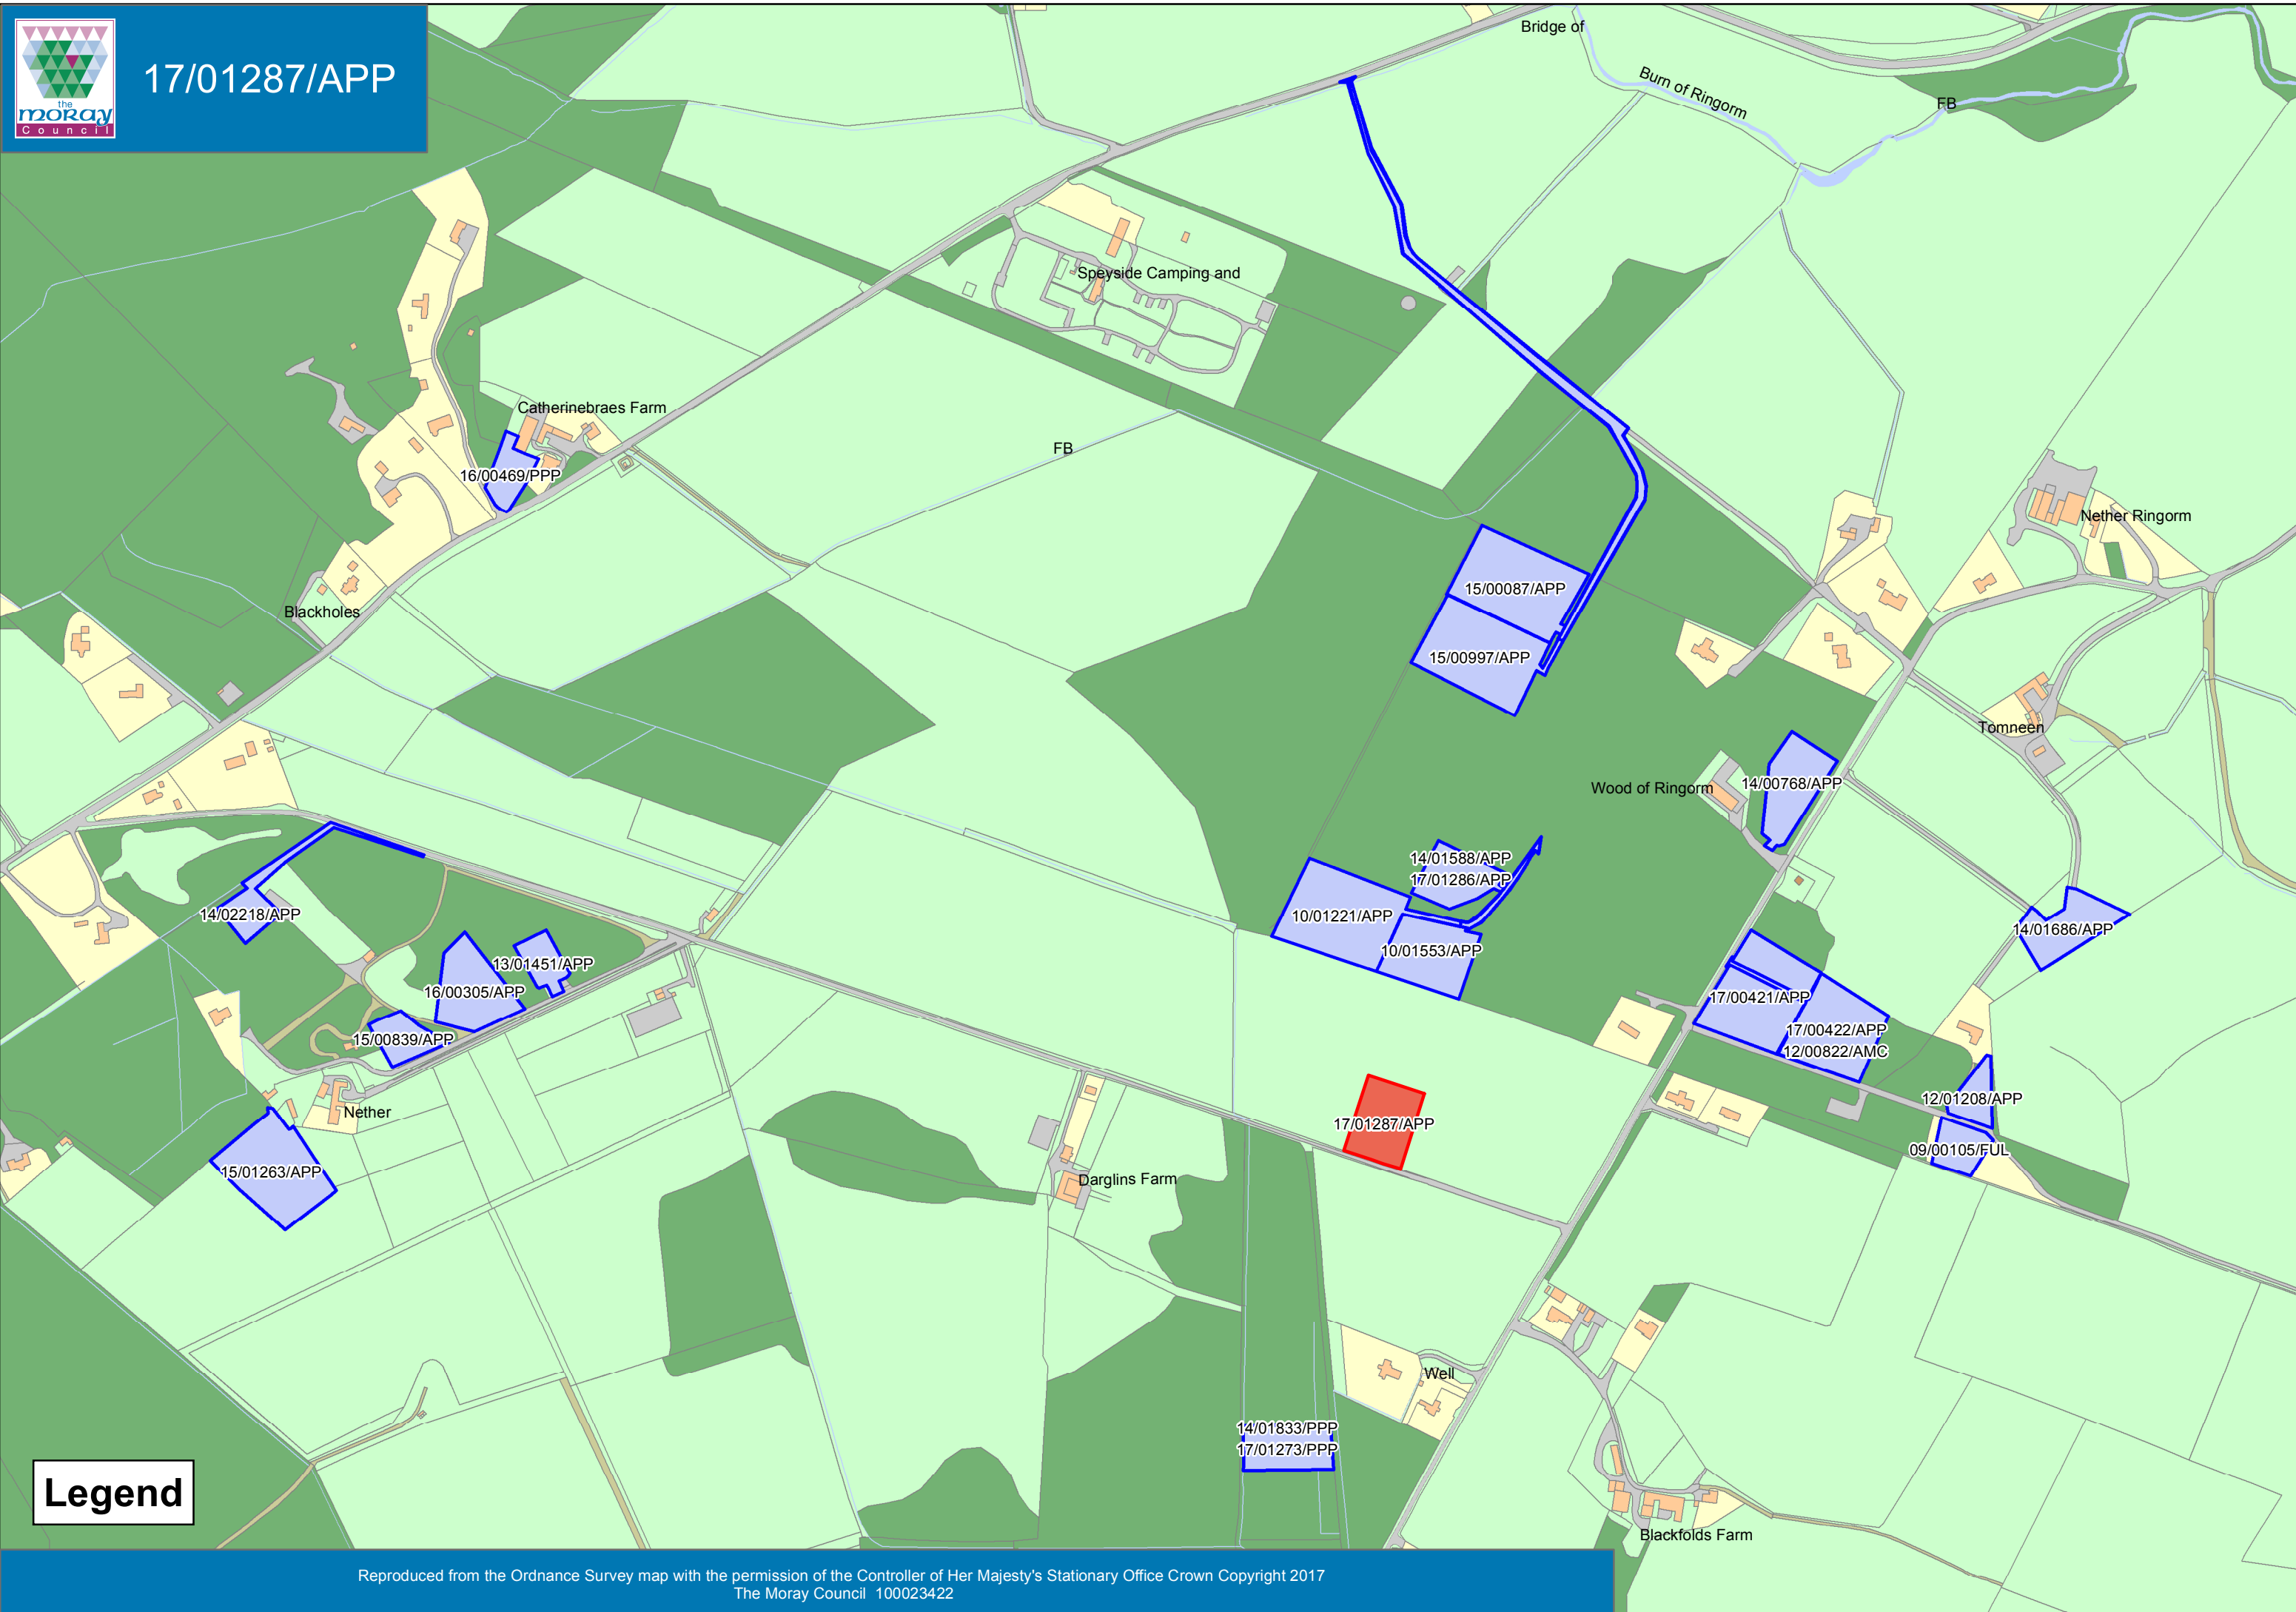 the
moray
Council
17/01287/APP
Bridge of
Burn of Ringorm
FB
Speyside Camping and
Catherinebraes Farm
FB
16/00469/PPP
Nether Ringorm
15/00087/APP
Blackholes
15/00997/APP
Tomneen
14/00768/APP
Wood of Ringorm
14/01588/APP
17/01286/APP
14/02218/APP
10/01221/APP
14/01686/APP
10/01553/APP
13/01451/APP
16/00305/APP
17/00421/APP
15/00839/APP
17/00422/APP
12/00822/AMC
12/01208/APP
Nether
17/01287/APP
09/00105/FUL
15/01263/APP
Darglins Farm
Well
14/01833/PPP
17/01273/PPP
Legend
Blackfolds Farm
Reproduced from the Ordnance Survey map with the permission of the Controller of Her Majesty's Stationary Office Crown Copyright 2017
The Moray Council 100023422